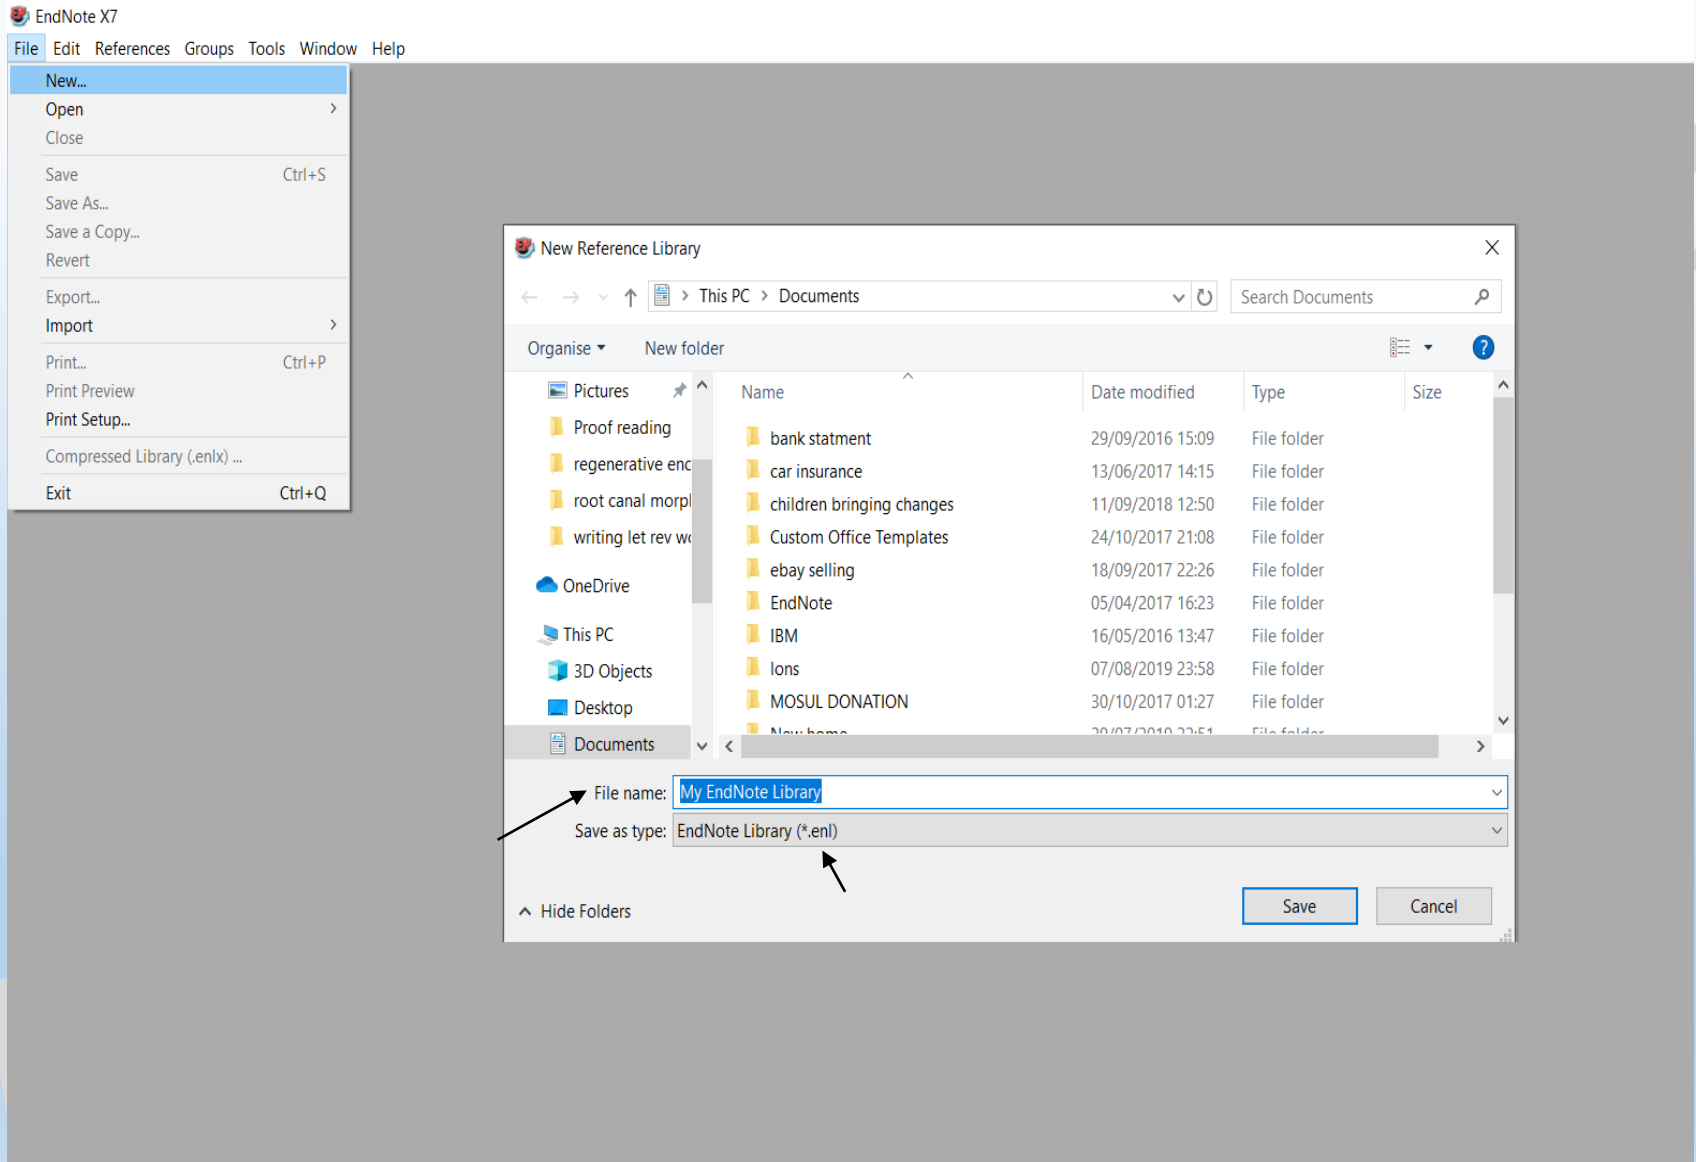 EndNote X7
File Edit References Groups Tools Window Help
New...
Open
Close
Save Ctrl+S
Save As...
Save a Copy...
Revert
Export...
Import
Print... Ctrl+P
Print Preview
Print Setup...
Compressed Library (.enlx) ...
Exit Ctrl+Q
New Reference Library
This PC > Documents
Search Documents
Organise New folder
Pictures
Proof reading
regenerative enc
root canal morpl
writing let rev wo
OneDrive
This PC
3D Objects
Desktop
Documents
Name Date modified Type Size
bank statment 29/09/2016 15:09 File folder
car insurance 13/06/2017 14:15 File folder
children bringing changes 11/09/2018 12:50 File folder
Custom Office Templates 24/10/2017 21:08 File folder
ebay selling 18/09/2017 22:26 File folder
EndNote 05/04/2017 16:23 File folder
IBM 16/05/2016 13:47 File folder
Ions 07/08/2019 23:58 File folder
MOSUL DONATION 30/10/2017 01:27 File folder
New home File folder
File name: My EndNote Library
Save as type: EndNote Library (*.enl)
Hide Folders
Save Cancel